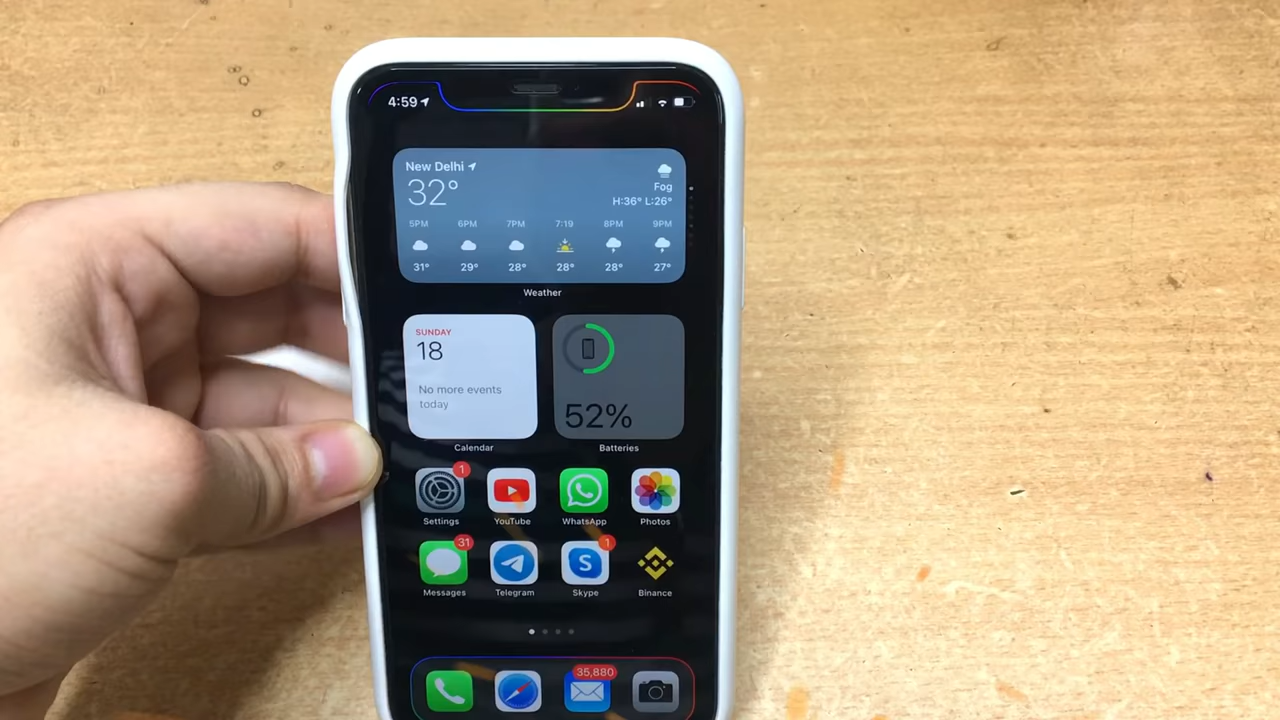 4:59
New Delhi
32°
Fog
H:36° L:26°
5PM 6PM 7PM 7:19 8PM 9PM
31° 29° 28° 28° 28° 27°
Weather
SUNDAY
18
No more events
today
52%
Calendar Batteries
1
Settings YouTube WhatsApp Photos
31 S 1
Messages Telegram Skype Binance
35,880